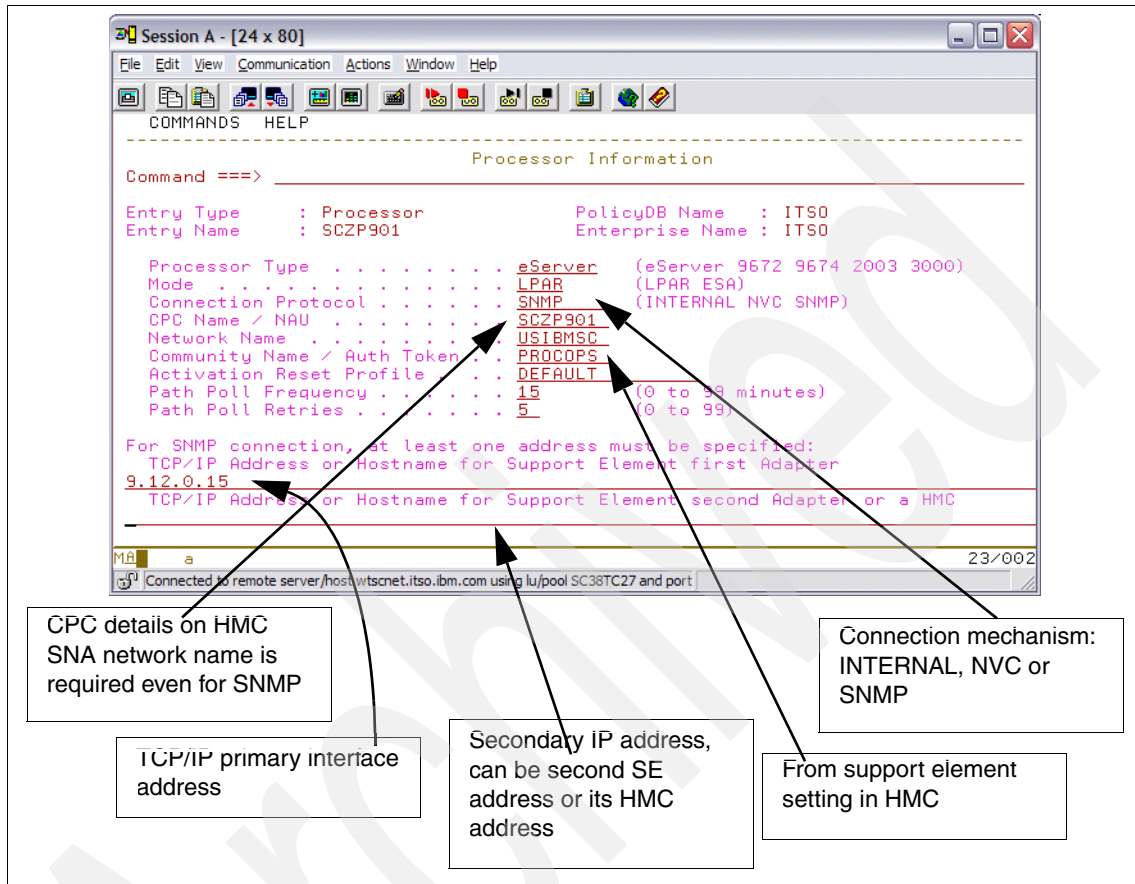 Session A - [24 x 80]
File Edit View Communication Actions Window Help
COMMANDS HELP
Processor Information
Command ===>
Entry Type : Processor PolicyDB Name : ITSO
Entry Name : SCZP901 Enterprise Name : ITSO
Processor Type . . . . . . . . eServer (eServer 9672 9674 2003 3000)
Mode . . . . . . . . . . . . . LPAR (LPAR ESA)
Connection Protocol . . . . . . SNMP (INTERNAL NVC SNMP)
CPC Name / NAU . . . . . . . . SCZP901
Network Name . . . . . . . . . USIBMSC
Community Name / Auth Token . . PROCOPS
Activation Reset Profile . . . . DEFAULT
Path Poll Frequency . . . . . . 15 (0 to 99 minutes)
Path Poll Retries . . . . . . . 5 (0 to 99)
For SNMP connection, at least one address must be specified:
TCP/IP Address or Hostname for Support Element first Adapter
9.12.0.15
TCP/IP Address or Hostname for Support Element second Adapter or a HMC
MA a 23/002
Connected to remote server/host wtscnet.itso.ibm.com using lu/pool SC38TC27 and port
CPC details on HMC
SNA network name is
required even for SNMP
Connection mechanism:
INTERNAL, NVC or
SNMP
TCP/IP primary interface
address
Secondary IP address,
can be second SE
address or its HMC
address
From support element
setting in HMC
Archived